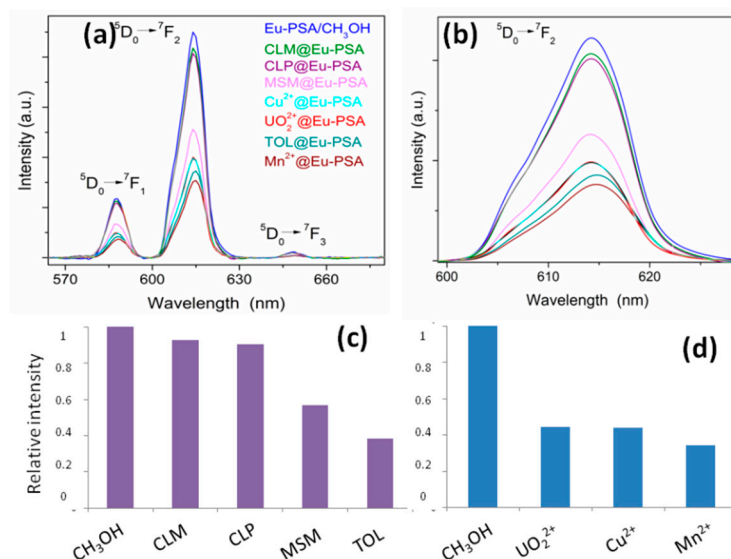 (a)
⁵D₀→⁷F₂
Eu-PSA/CH₃OH
CLM@Eu-PSA
CLP@Eu-PSA
MSM@Eu-PSA
Cu²⁺@Eu-PSA
UO₂²⁺@Eu-PSA
TOL@Eu-PSA
Mn²⁺@Eu-PSA
⁵D₀→⁷F₁
⁵D₀→⁷F₃
Intensity (a.u.)
570 600 630 660
Wavelength (nm)
(b)
⁵D₀→⁷F₂
Intensity (a.u.)
600 610 620
Wavelength (nm)
(c)
Relative intensity
1
0.8
0.6
0.4
0.2
0
CH₃OH CLM CLP MSM TOL
(d)
1
0.8
0.6
0.4
0.2
0
CH₃OH UO₂²⁺ Cu²⁺ Mn²⁺